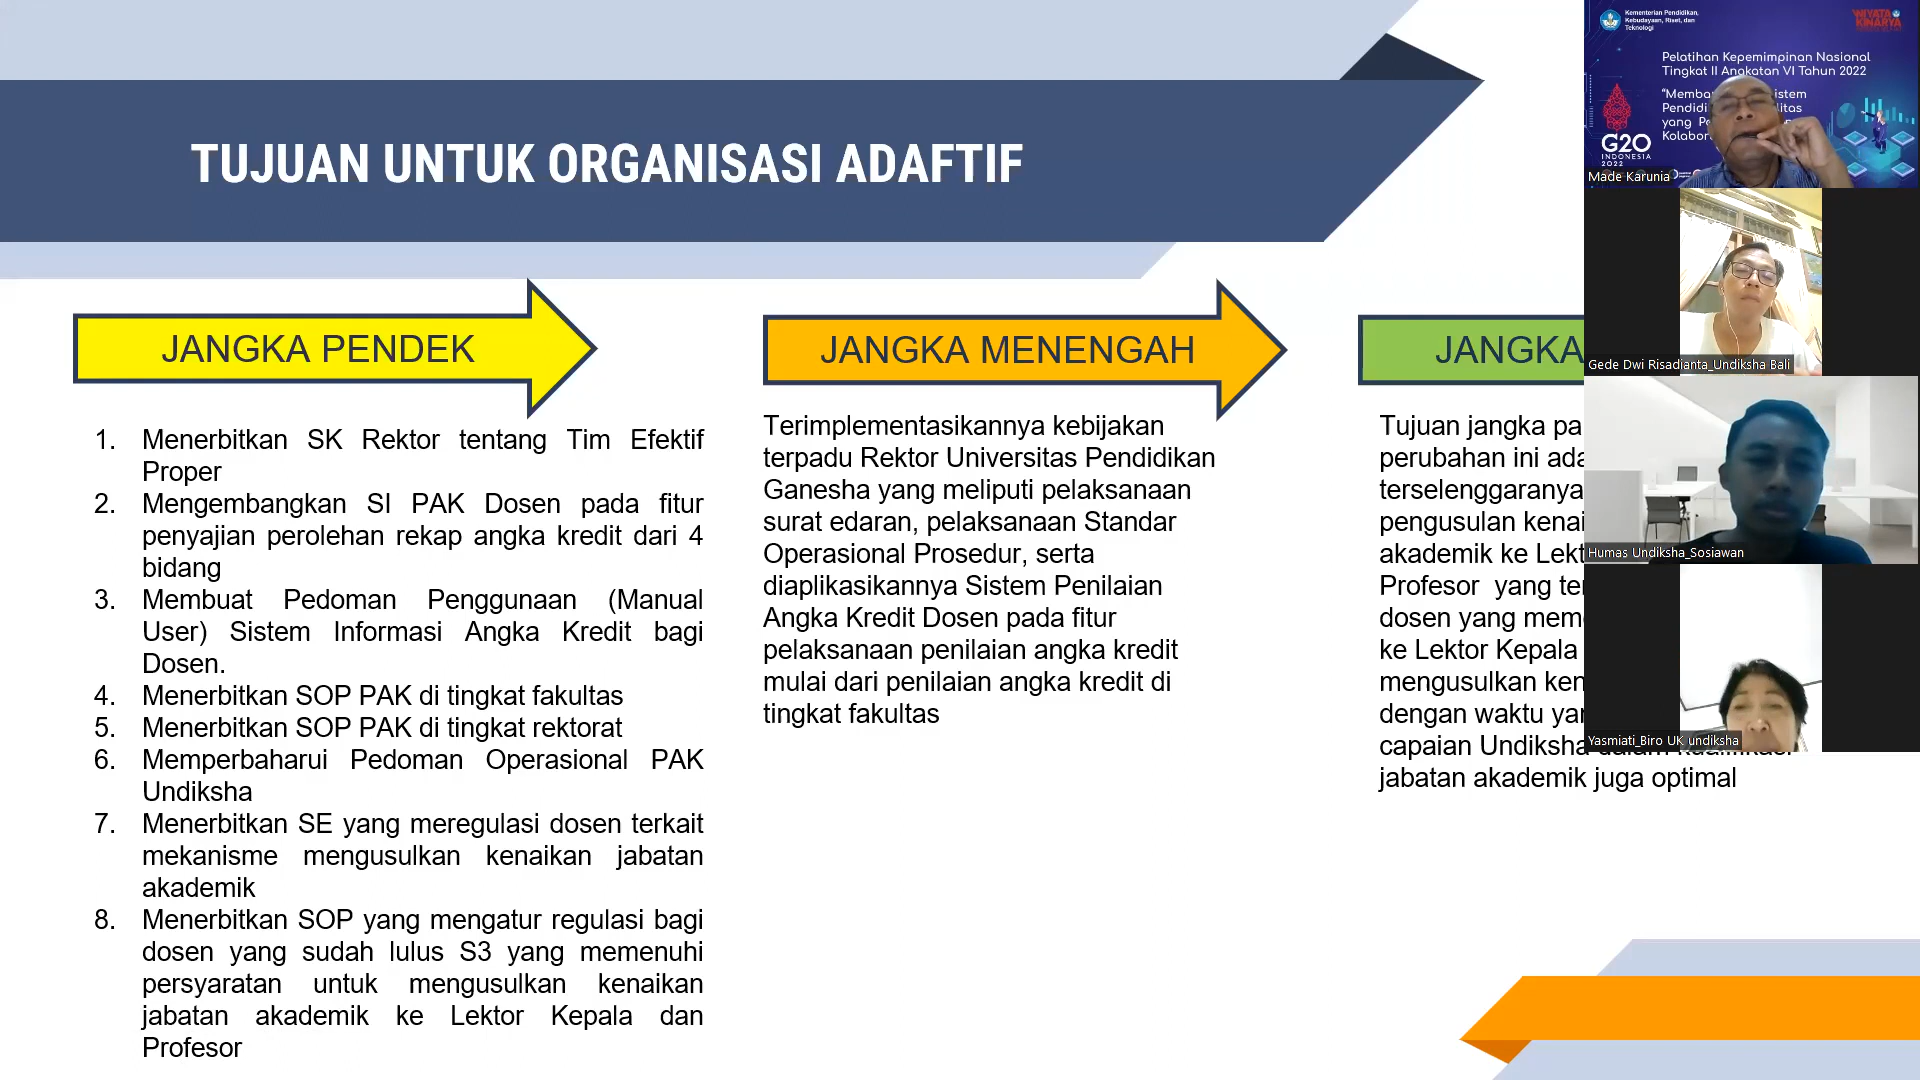 TUJUAN UNTUK ORGANISASI ADAFTIF
JANGKA PENDEK
1. Menerbitkan SK Rektor tentang Tim Efektif
Proper
2. Mengembangkan SI PAK Dosen pada fitur
penyajian perolehan rekap angka kredit dari 4
bidang
3. Membuat Pedoman Penggunaan (Manual
User) Sistem Informasi Angka Kredit bagi
Dosen.
4. Menerbitkan SOP PAK di tingkat fakultas
5. Menerbitkan SOP PAK di tingkat rektorat
6. Memperbaharui Pedoman Operasional PAK
Undiksha
7. Menerbitkan SE yang meregulasi dosen terkait
mekanisme mengusulkan kenaikan jabatan
akademik
8. Menerbitkan SOP yang mengatur regulasi bagi
dosen yang sudah lulus S3 yang memenuhi
persyaratan untuk mengusulkan kenaikan
jabatan akademik ke Lektor Kepala dan
Profesor
JANGKA MENENGAH
Terimplementasikannya kebijakan
terpadu Rektor Universitas Pendidikan
Ganesha yang meliputi pelaksanaan
surat edaran, pelaksanaan Standar
Operasional Prosedur, serta
diaplikasikannya Sistem Penilaian
Angka Kredit Dosen pada fitur
pelaksanaan penilaian angka kredit
mulai dari penilaian angka kredit di
tingkat fakultas
JANGKA
Tujuan jangka
perubahan ini
terselenggaranya
pengusulan
akademik ke
Profesor yang
dosen yang
ke Lektor Kepala
mengusulkan
dengan waktu
capaian Undiksha
jabatan akademik juga optimal
Kementerian Pendidikan,
Kebudayaan, Riset, dan
Teknologi
WIYATA
KINARYA
Pelatihan Kepemimpinan Nasional
Tingkat II Angkatan VI Tahun 2022
yang
G20
INDONESIA
2022
Made Karunia
Gede Dwi Risadianta_Undiksha Bali
Humas Undiksha_Sosiawan
Yasmiati_Biro UK undiksha